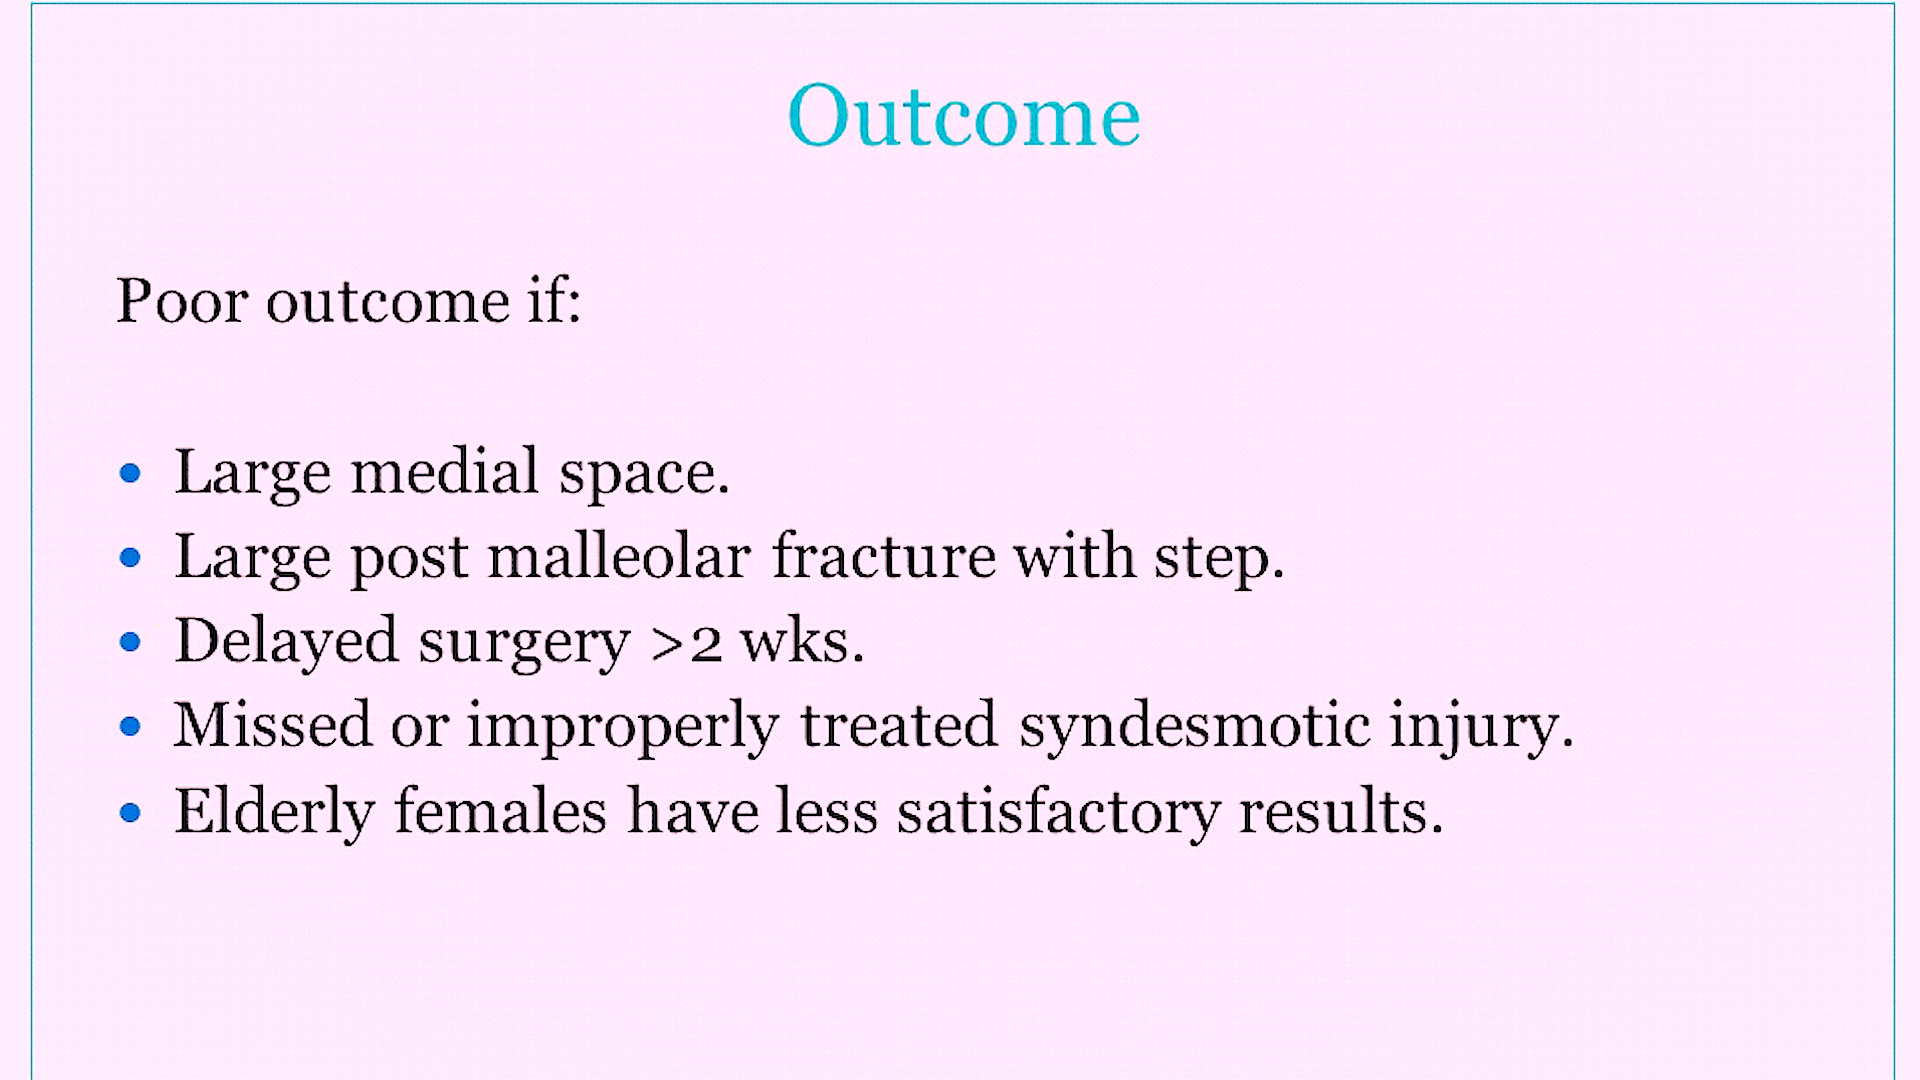 Outcome
Poor outcome if:
• Large medial space.
• Large post malleolar fracture with step.
• Delayed surgery >2 wks.
• Missed or improperly treated syndesmotic injury.
• Elderly females have less satisfactory results.